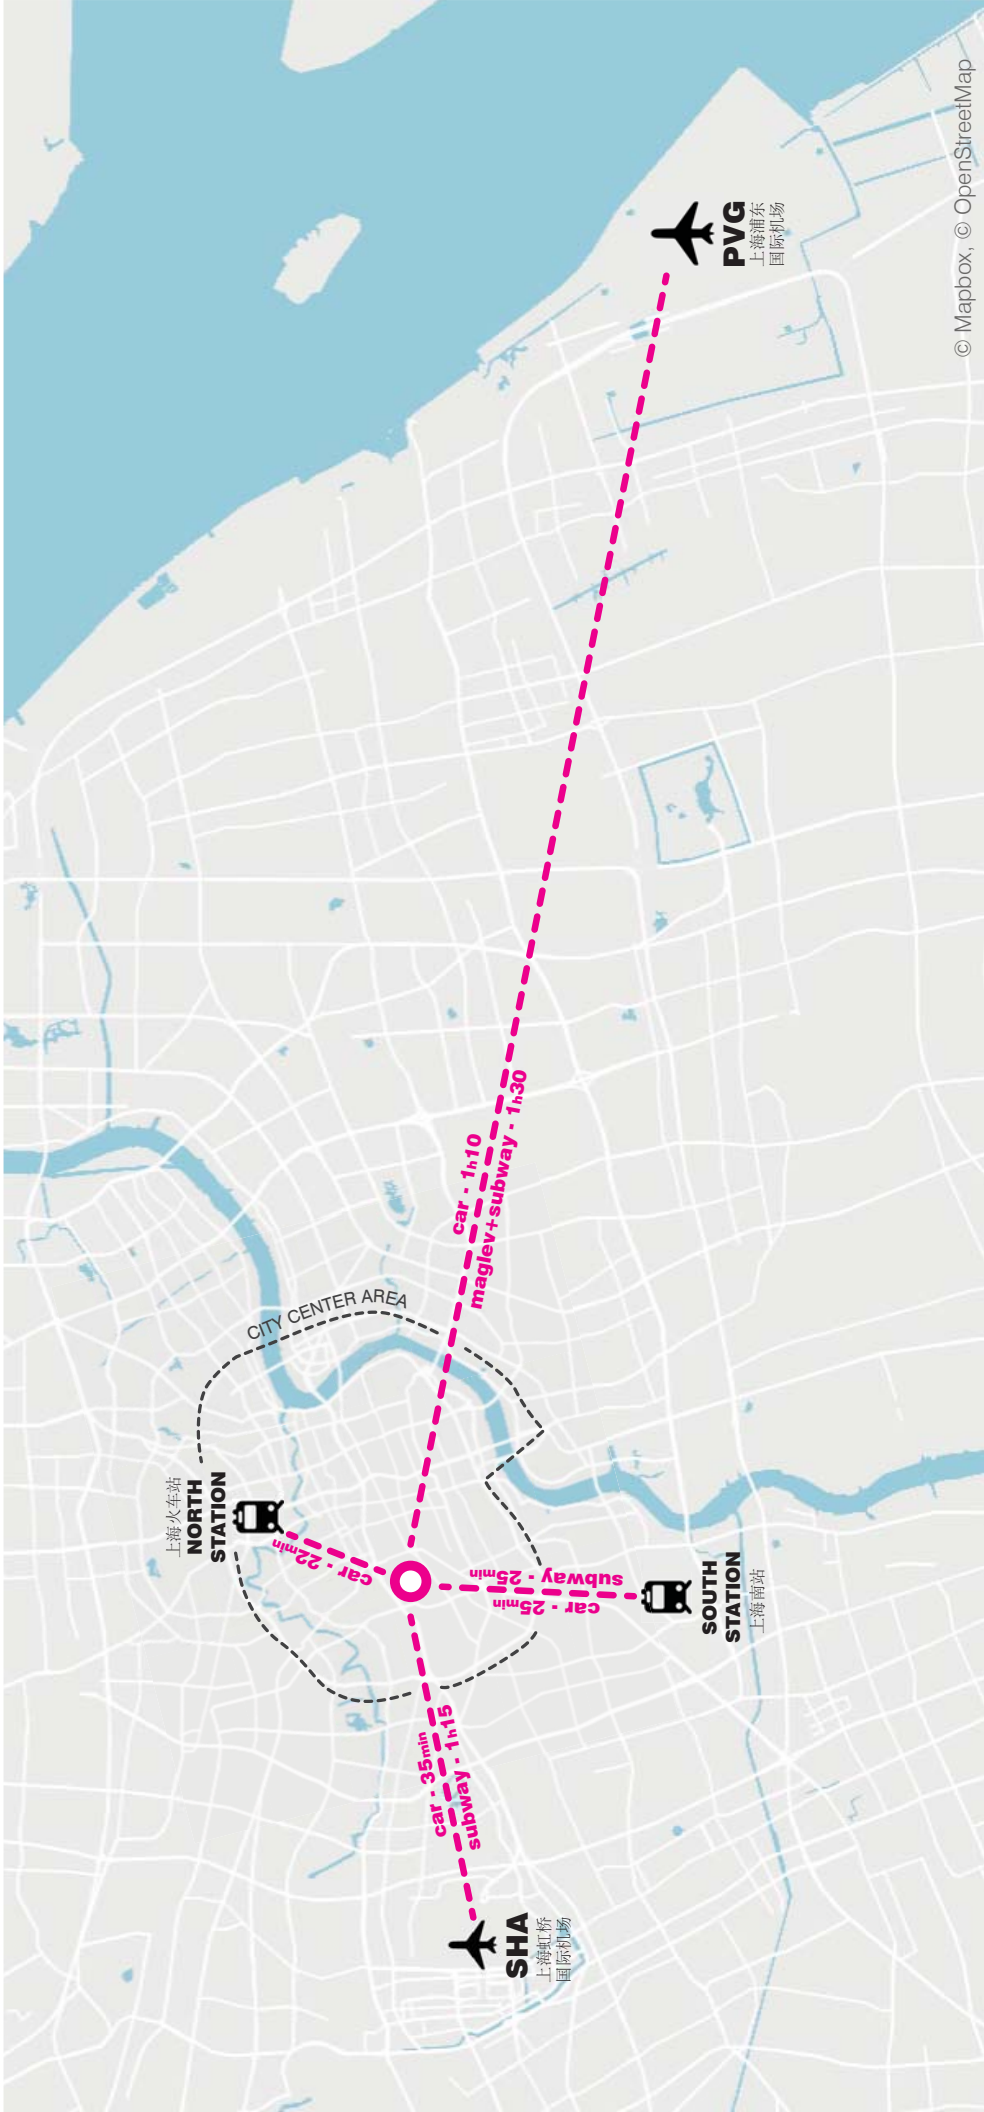 上海火车站
NORTH
STATION
CITY CENTER AREA
car - 22min
car - 1h10
maglev+subway - 1h30
PVG
上海浦东
国际机场
car - 35min
subway - 1h15
SHA
上海虹桥
国际机场
subway - 25min
car - 25min
SOUTH
STATION
上海南站
© Mapbox, © OpenStreetMap